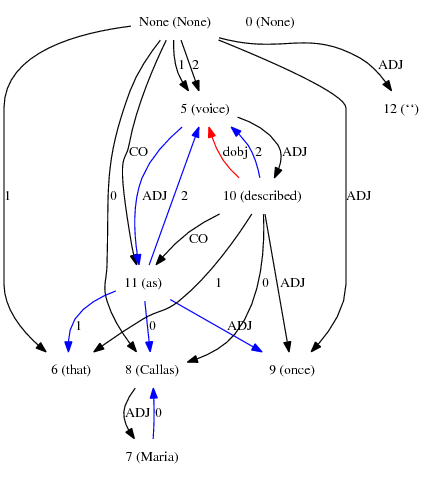 None (None) 0 (None)
1 2 ADJ
5 (voice) 12 (``)
CO dobj 2 ADJ
1 0 ADJ 2 10 (described) ADJ
CO
11 (as) 1 0 ADJ
1 0 ADJ
6 (that) 8 (Callas) 9 (once)
ADJ 0
7 (Maria)